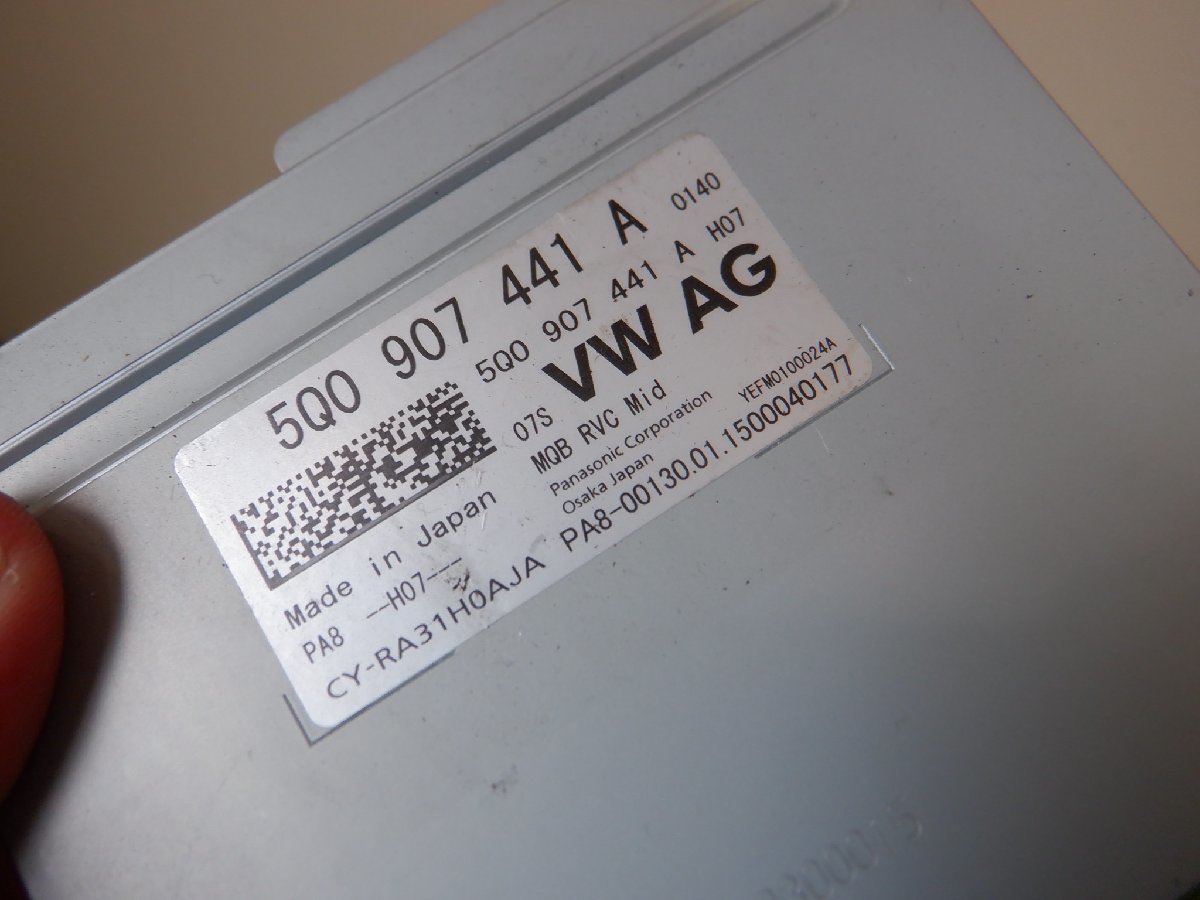 5Q0 907 441 A 0140
5Q0 907 441 A H07
07S VW AG
MQB RVC Mid
Panasonic Corporation YEFM0100024A
Osaka Japan
Made in Japan
PA8 —H07---
CY-RA31H0AJA PA8-00130.01.1500040177